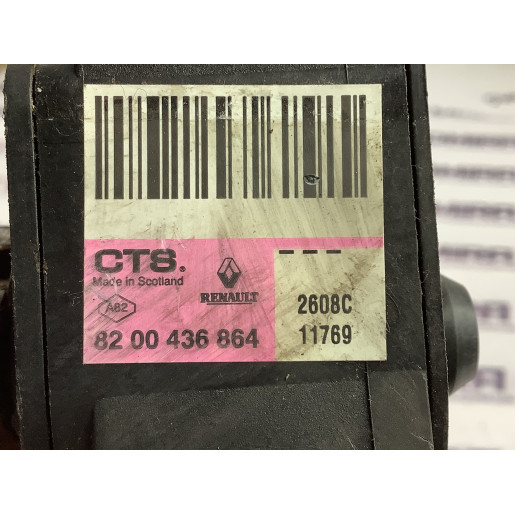 CTS.
Made in Scotland
A82
RENAULT
82 00 436 864
---
2608C
11769